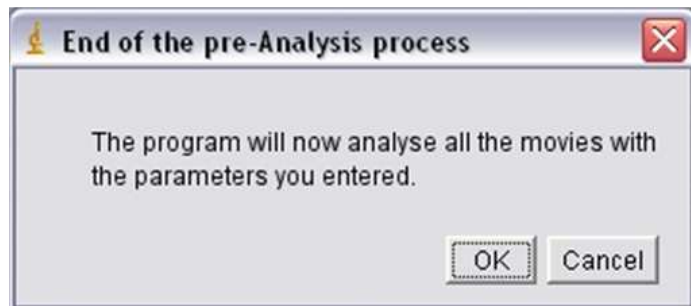 End of the pre-Analysis process
The program will now analyse all the movies with
the parameters you entered.
OK Cancel